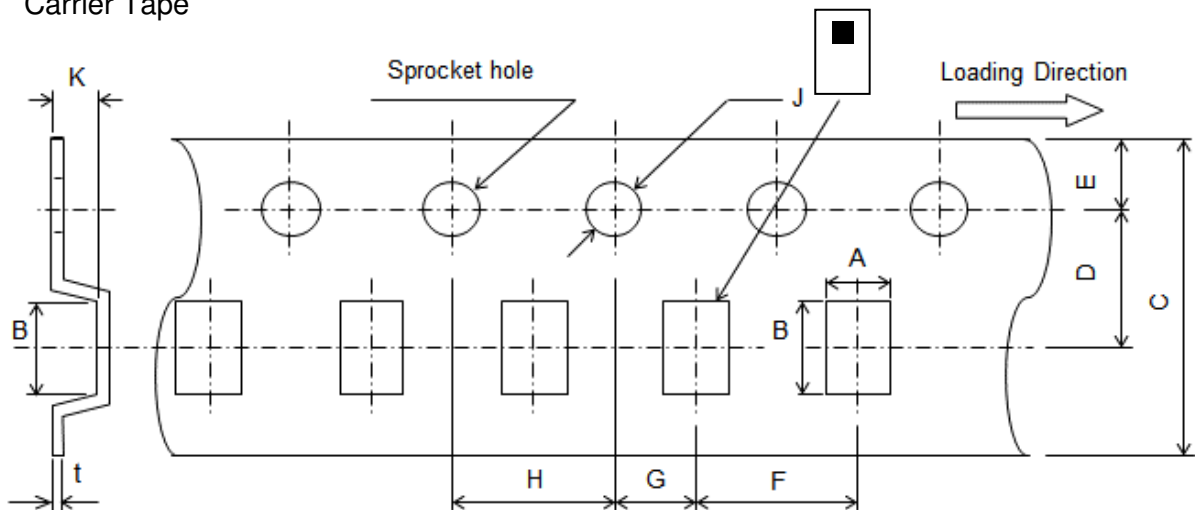 Carrier Tape
K
Sprocket hole
J
Loading Direction
E
A
D
B
B
C
t
H
G
F